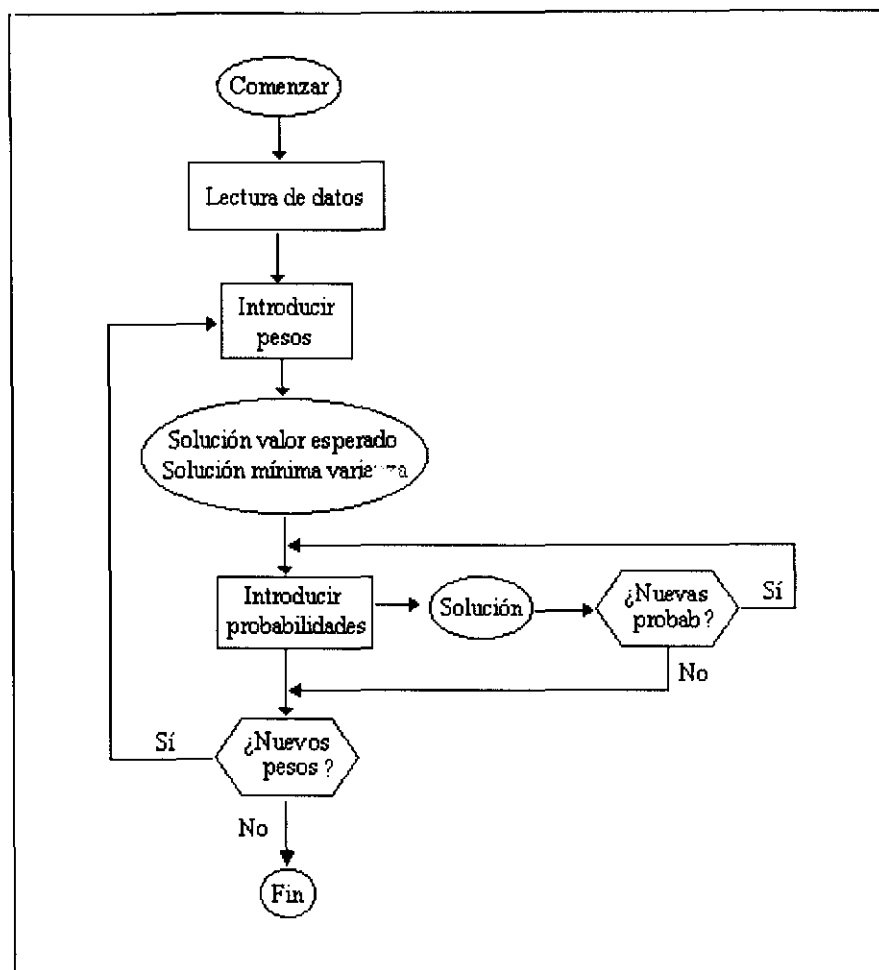 Comenzar
Lectura de datos
Introducir
pesos
Solución valor esperado
Solución mínima varianza
Introducir
probabilidades
Solución
¿Nuevas
probab?
Sí
No
Sí
¿Nuevos
pesos?
No
Fin